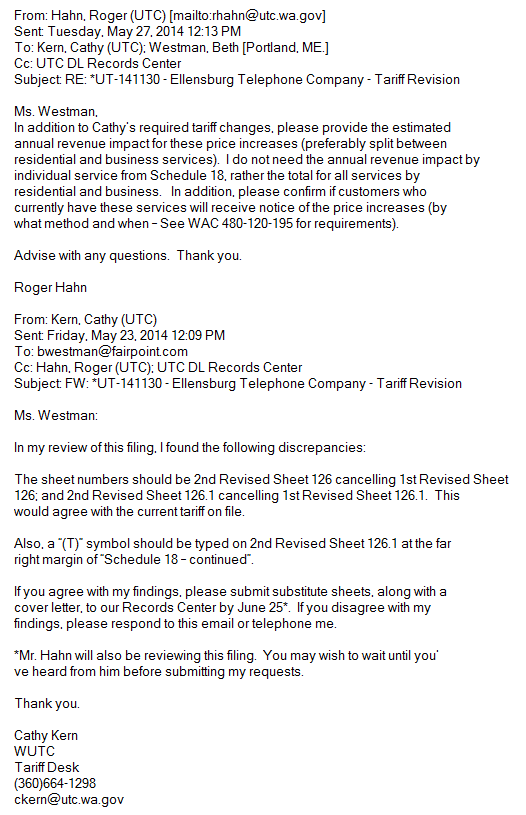 From: Hahn, Roger (UTC) [mailto:rhahn@utc.wa.gov]
Sent: Tuesday, May 27, 2014 12:13 PM
To: Kern, Cathy (UTC); Westman, Beth [Portland, ME.]
Cc: UTC DL Records Center
Subject: RE: *UT-141130 - Ellensburg Telephone Company - Tariff Revision
Ms. Westman,
In addition to Cathy's required tariff changes, please provide the estimated
annual revenue impact for these price increases (preferably split between
residential and business services).  I do not need the annual revenue impact by
individual service from Schedule 18, rather the total for all services by
residential and business.   In addition, please confirm if customers who
currently have these services will receive notice of the price increases (by
what method and when – See WAC 480-120-195 for requirements).
Advise with any questions.  Thank you.
Roger Hahn
From: Kern, Cathy (UTC)
Sent: Friday, May 23, 2014 12:09 PM
To: bwestman@fairpoint.com
Cc: Hahn, Roger (UTC); UTC DL Records Center
Subject: FW: *UT-141130 - Ellensburg Telephone Company - Tariff Revision
Ms. Westman:
In my review of this filing, I found the following discrepancies:
The sheet numbers should be 2nd Revised Sheet 126 cancelling 1st Revised Sheet
126; and 2nd Revised Sheet 126.1 cancelling 1st Revised Sheet 126.1.  This
would agree with the current tariff on file.
Also, a "(T)" symbol should be typed on 2nd Revised Sheet 126.1 at the far
right margin of "Schedule 18 – continued".
If you agree with my findings, please submit substitute sheets, along with a
cover letter, to our Records Center by June 25*.  If you disagree with my
findings, please respond to this email or telephone me.
*Mr. Hahn will also be reviewing this filing.  You may wish to wait until you'
ve heard from him before submitting my requests.
Thank you.
Cathy Kern
WUTC
Tariff Desk
(360)664-1298
ckern@utc.wa.gov